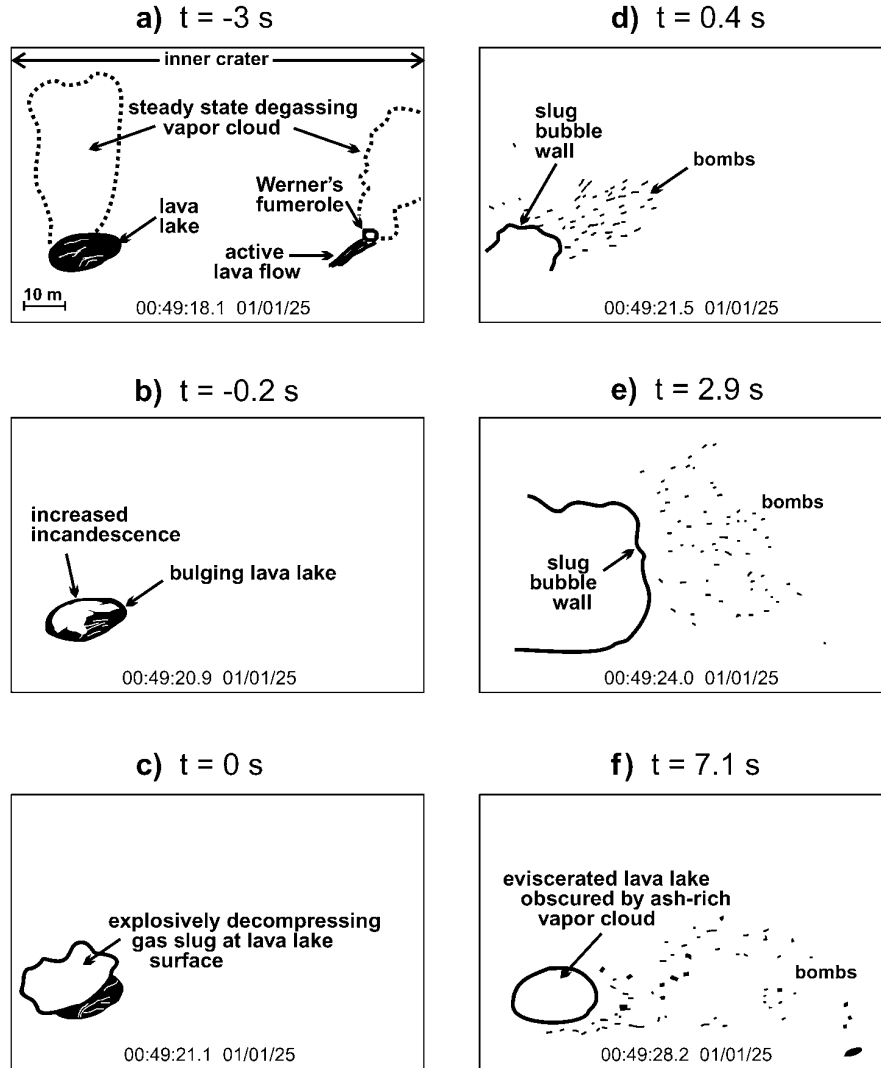 a) t = -3 s
inner crater
steady state degassing
vapor cloud
Werner's
fumerole
lava
lake
active
lava flow
10 m
00:49:18.1 01/01/25
b) t = -0.2 s
increased
incandescence
bulging lava lake
00:49:20.9 01/01/25
c) t = 0 s
explosively decompressing
gas slug at lava lake
surface
00:49:21.1 01/01/25
d) t = 0.4 s
slug
bubble
wall
bombs
00:49:21.5 01/01/25
e) t = 2.9 s
bombs
slug
bubble
wall
00:49:24.0 01/01/25
f) t = 7.1 s
eviscerated lava lake
obscured by ash-rich
vapor cloud
bombs
00:49:28.2 01/01/25